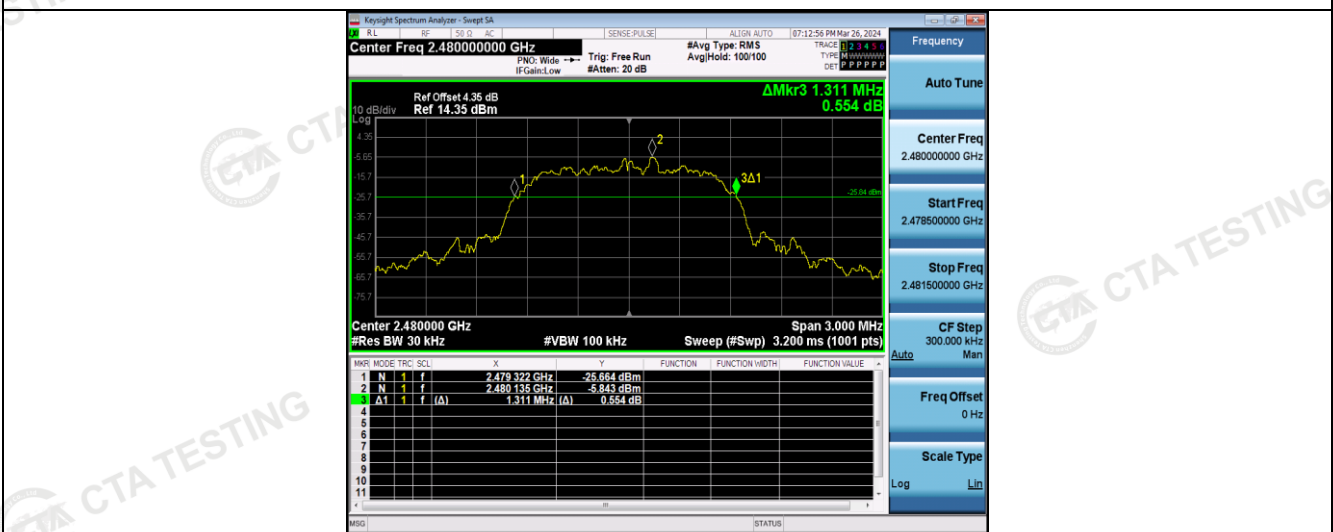 Keysight Spectrum Analyzer - Swept SA
RL RF 50 Ω AC SENSE:PULSE ALIGN AUTO 07:12:56 PM Mar 26, 2024
Center Freq 2.480000000 GHz
PNO: Wide
IFGain:Low
Trig: Free Run
#Atten: 20 dB
#Avg Type: RMS
Avg|Hold: 100/100
TRACE 1 2 3 4 5 6
TYPE M W W W W W
DET P P P P P P
ΔMkr3 1.311 MHz
0.554 dB
Ref Offset 4.35 dB
10 dB/div Ref 14.35 dBm
Log
4.35
-5.65
-15.7
-25.7
-35.7
-45.7
-55.7
-65.7
-75.7
1
2
3Δ1
-25.84 dBm
Center 2.480000 GHz Span 3.000 MHz
#Res BW 30 kHz #VBW 100 kHz Sweep (#Swp) 3.200 ms (1001 pts)
MKR MODE TRC SCL X Y FUNCTION FUNCTION WIDTH FUNCTION VALUE
1 N 1 f 2.479 322 GHz -25.664 dBm
2 N 1 f 2.480 135 GHz -5.843 dBm
3 Δ1 1 f (Δ) 1.311 MHz (Δ) 0.554 dB
4
5
6
7
8
9
10
11
MSG STATUS
Frequency
Auto Tune
Center Freq
2.480000000 GHz
Start Freq
2.478500000 GHz
Stop Freq
2.481500000 GHz
CF Step
300.000 kHz
Auto Man
Freq Offset
0 Hz
Scale Type
Log Lin
CTA TESTING
CTA TESTING